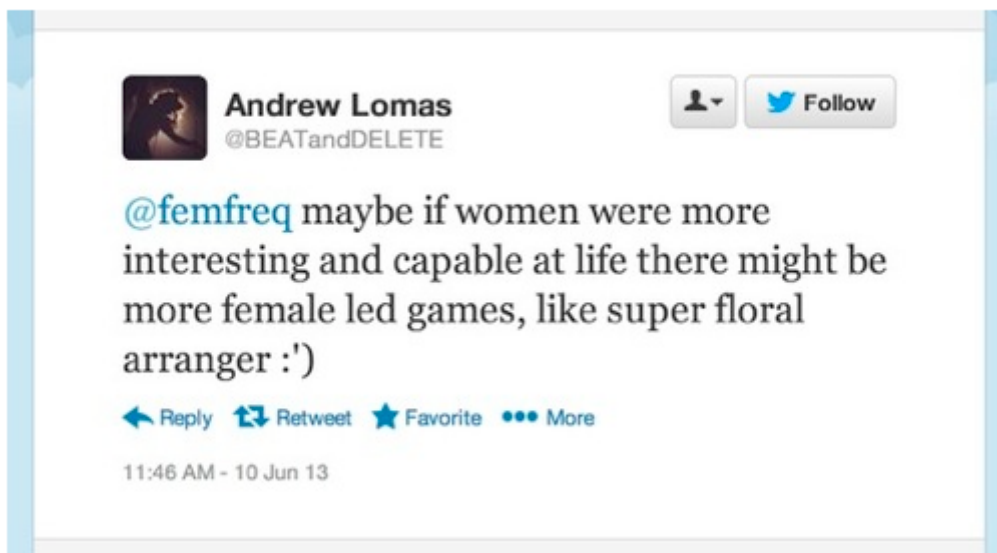 Andrew Lomas
@BEATandDELETE
Follow
@femfreq maybe if women were more
interesting and capable at life there might be
more female led games, like super floral
arranger :')
Reply Retweet Favorite More
11:46 AM - 10 Jun 13